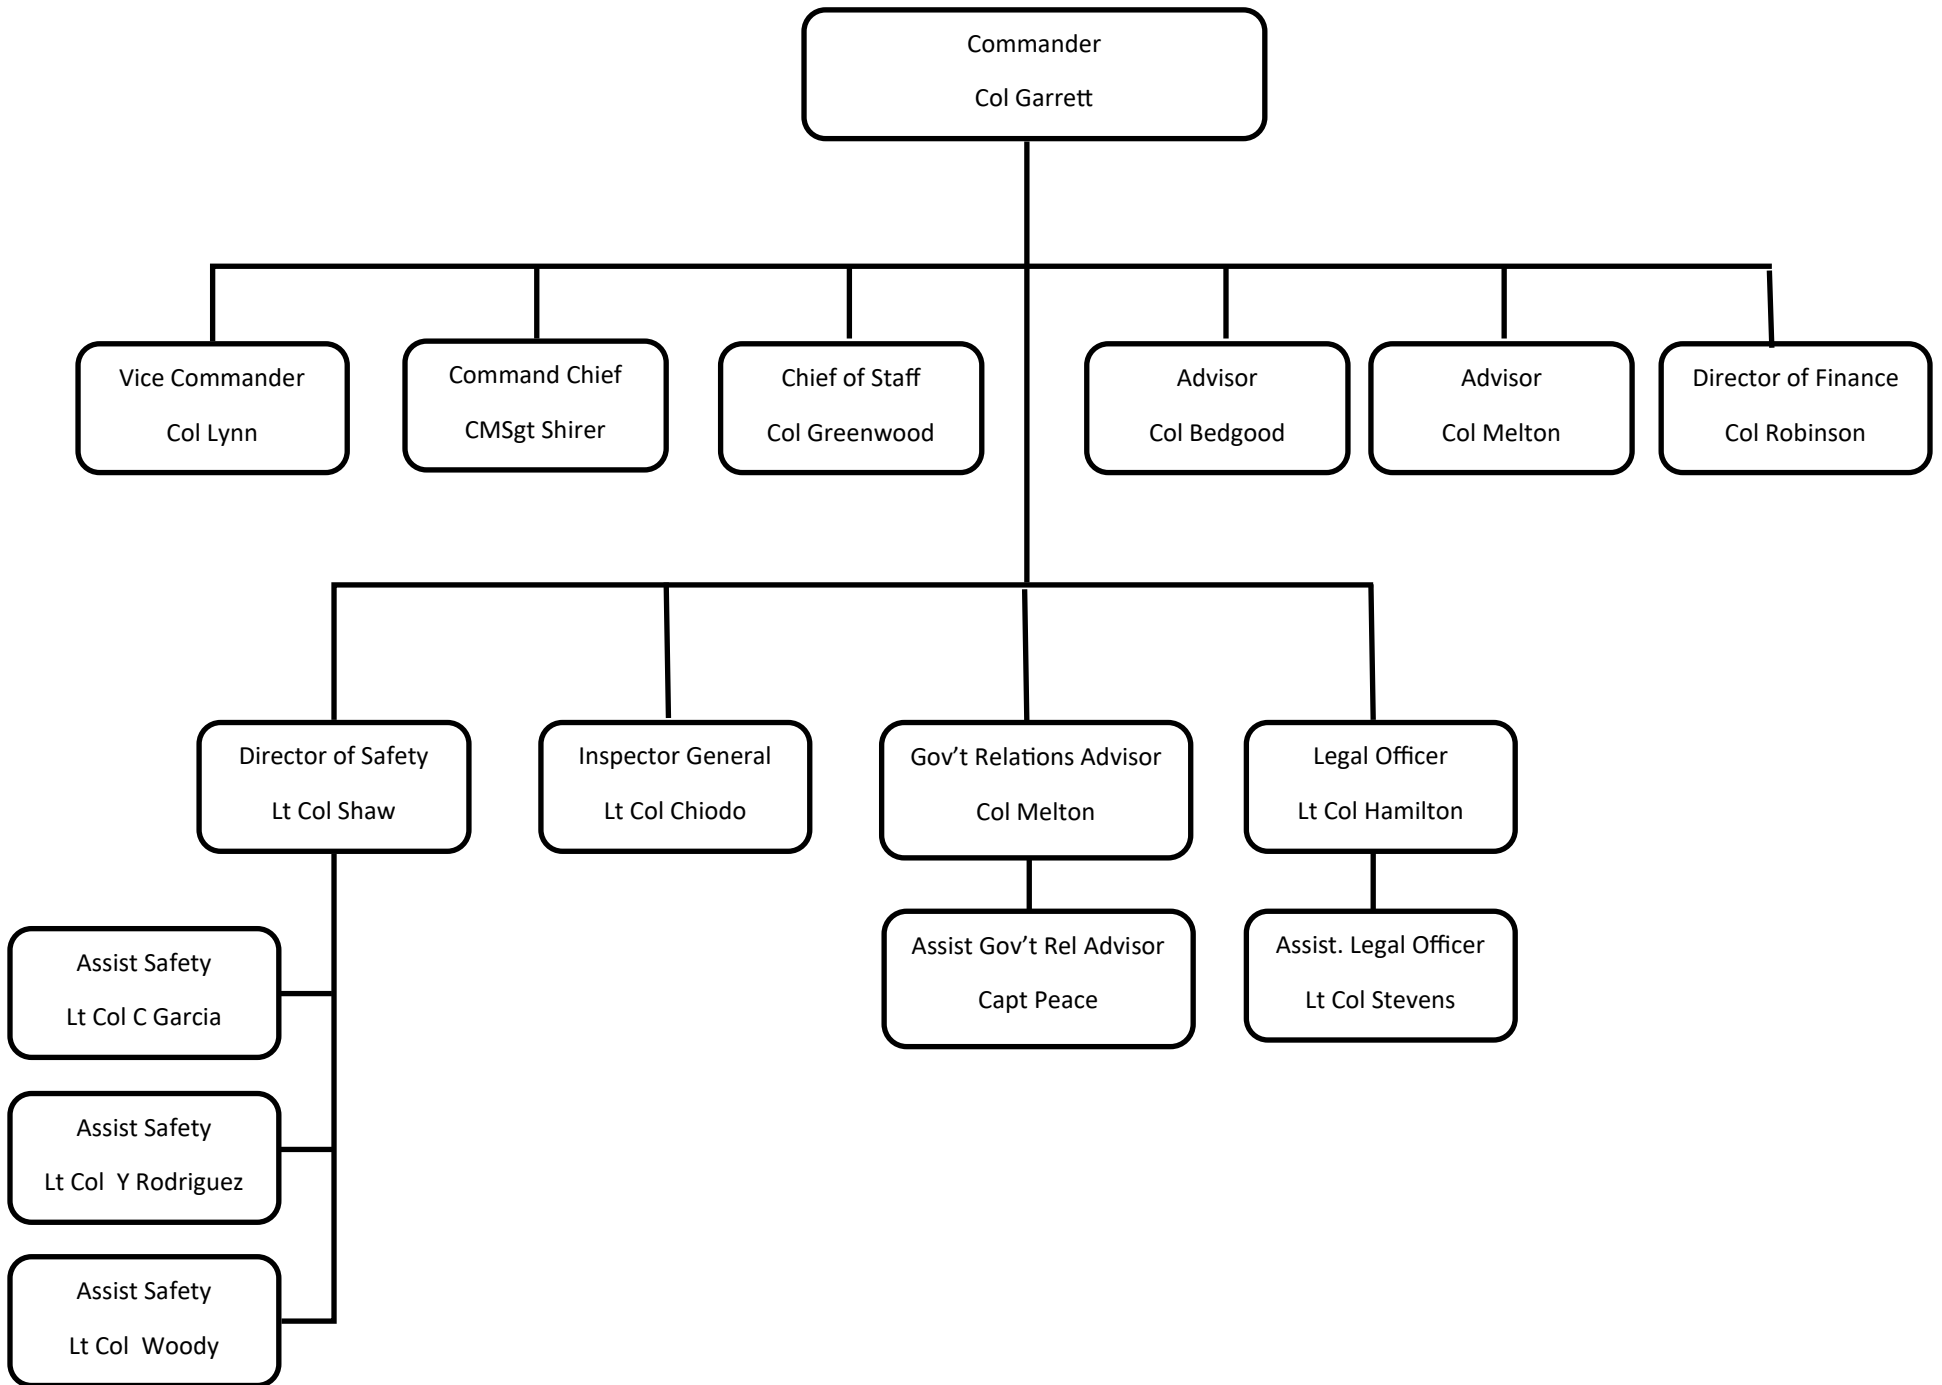 Commander
Col Garrett
Vice Commander
Col Lynn
Command Chief
CMSgt Shirer
Chief of Staff
Col Greenwood
Advisor
Col Bedgood
Advisor
Col Melton
Director of Finance
Col Robinson
Director of Safety
Lt Col Shaw
Inspector General
Lt Col Chiodo
Gov’t Relations Advisor
Col Melton
Legal Officer
Lt Col Hamilton
Assist Safety
Lt Col C Garcia
Assist Gov’t Rel Advisor
Capt Peace
Assist. Legal Officer
Lt Col Stevens
Assist Safety
Lt Col  Y Rodriguez
Assist Safety
Lt Col  Woody